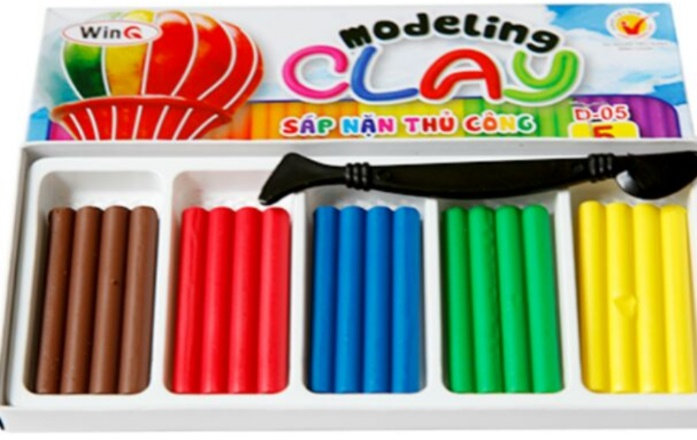 WinQ
modeling
CLAY
SÁP NẶN THỦ CÔNG
D-05
5